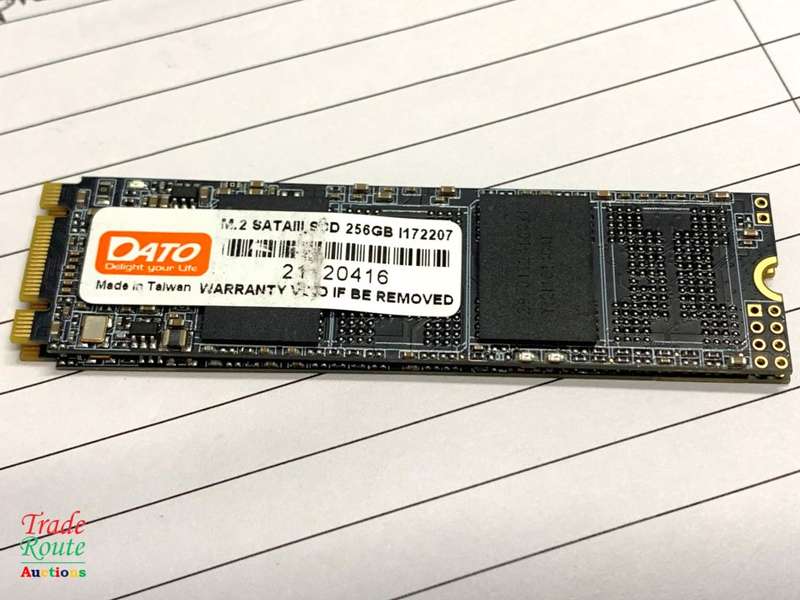 M.2 SATAIII SSD 256GB I172207
DATO
Delight your Life
20416
Made in Taiwan WARRANTY VOID IF BE REMOVED
Trade
Route
Auctions